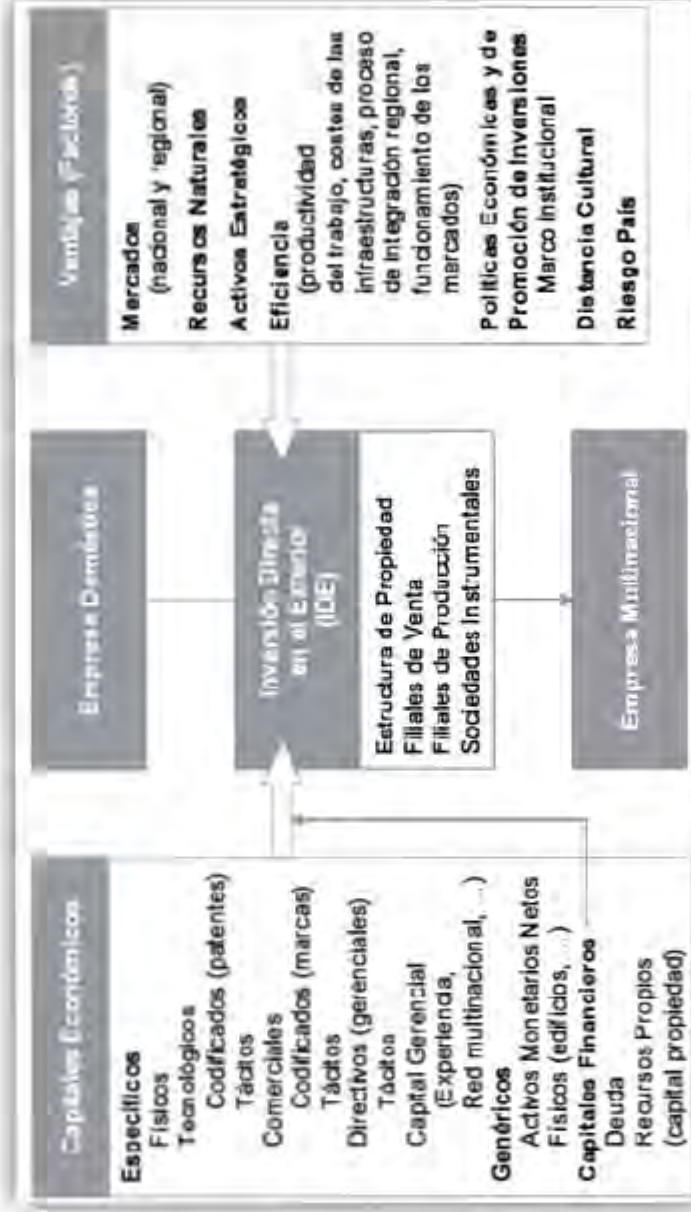 Capitales Económicos
Específicos
Físicos
Tecnológicos
Codificados (patentes)
Tácitos
Comerciales
Codificados (marcas)
Tácitos
Directivos (gerenciales)
Tácitos
Capital Gerencial
(Experienda,
Red multinacional, ...)
Genéricos
Activos Monetarios Netos
Físicos (edificios, ...)
Capitales Financieros
Deuda
Recursos Propios
(capital propiedad)
Empresa Doméstica
Inversión Directa
en el Exterior
(IDE)
Estructura de Propiedad
Filiales de Venta
Filiales de Producción
Sociedades Instrumentales
Empresa Multinacional
Ventajas (Factores)
Mercados
(nacional y regional)
Recursos Naturales
Activos Estratégicos
Eficiencia
(productividad
del trabajo, costes de las
infraestructuras, proceso
de integración regional,
funcionamiento de los
mercados)
Políticas Económicas y de
Promoción de Inversiones
Marco Institucional
Distancia Cultural
Riesgo País